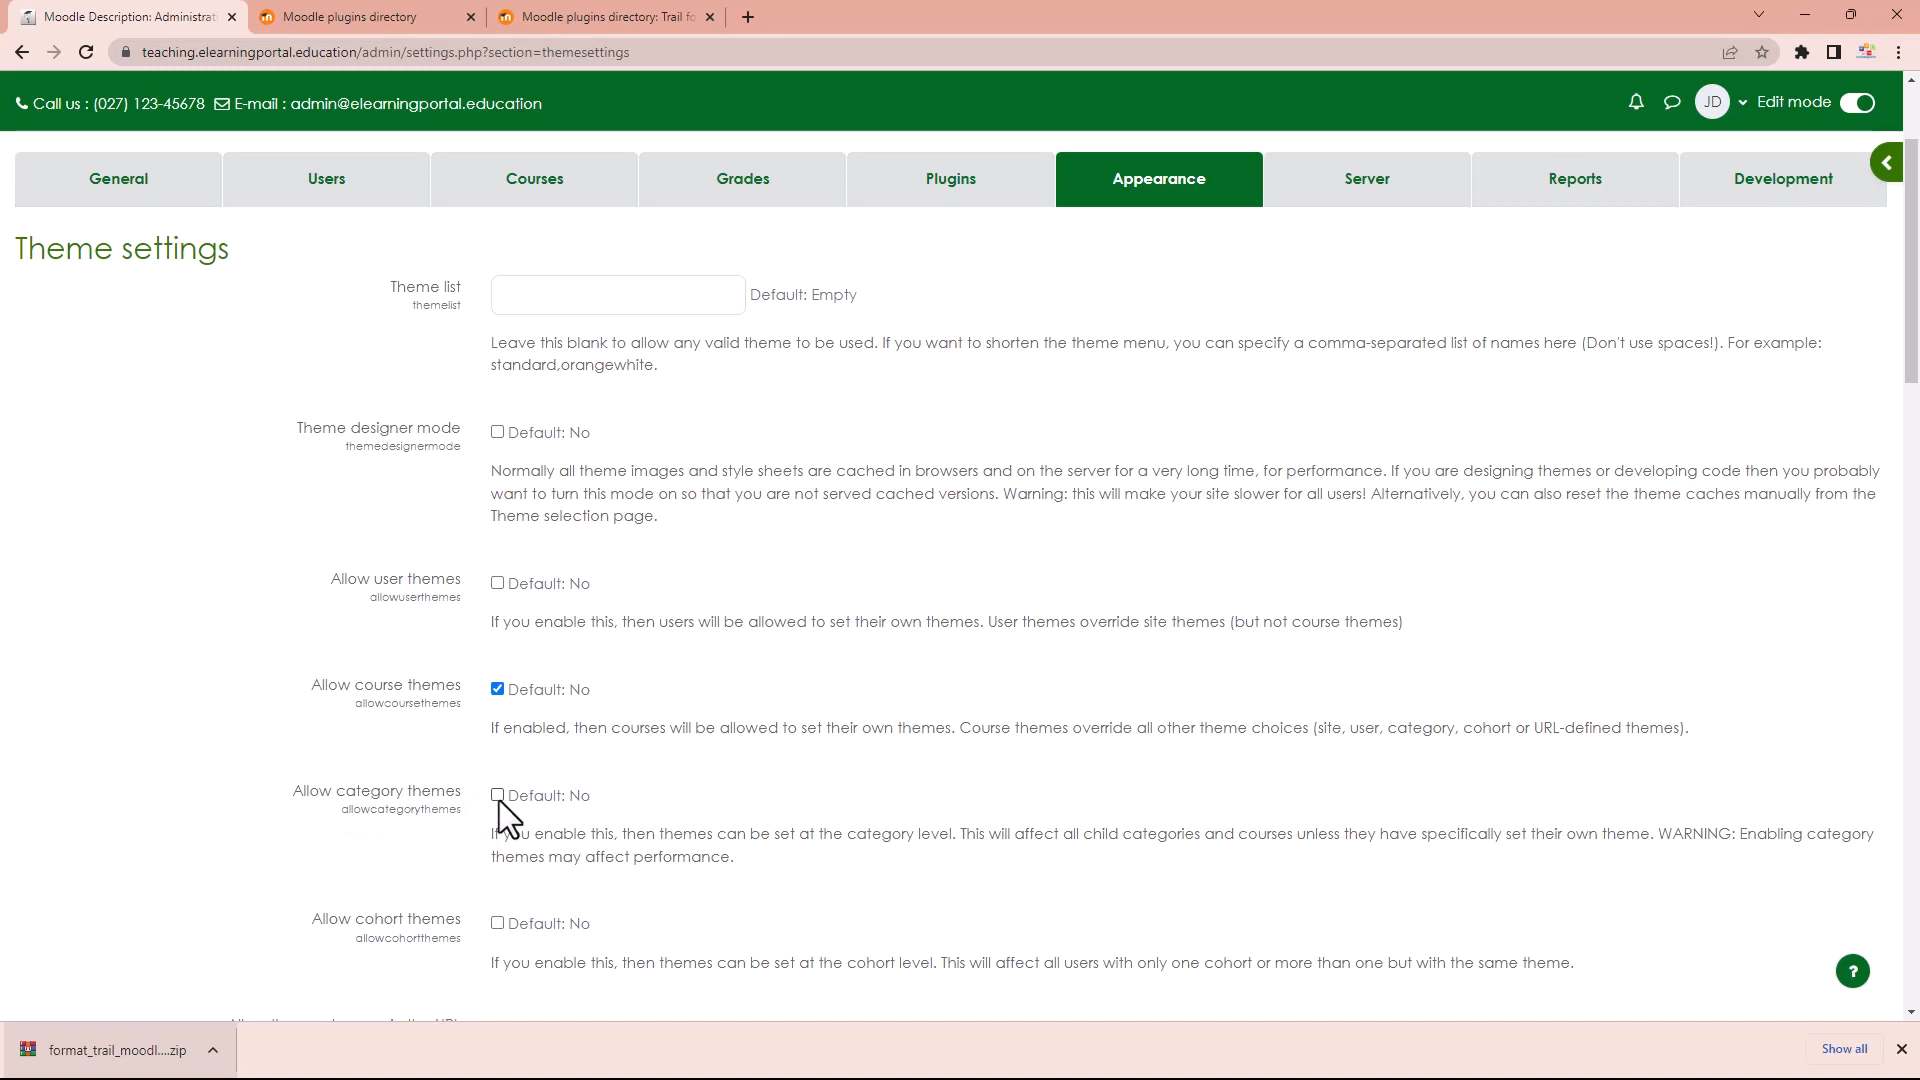 Moodle Description: Administrat
Moodle plugins directory
Moodle plugins directory: Trail fo
teaching.elearningportal.education/admin/settings.php?section=themesettings
Call us : (027) 123-45678 E-mail : admin@elearningportal.education
JD
Edit mode
General
Users
Courses
Grades
Plugins
Appearance
Server
Reports
Development
Theme settings
Theme list
themelist
Default: Empty
Leave this blank to allow any valid theme to be used. If you want to shorten the theme menu, you can specify a comma-separated list of names here (Don't use spaces!). For example:
standard,orangewhite.
Theme designer mode
themedesignermode
Default: No
Normally all theme images and style sheets are cached in browsers and on the server for a very long time, for performance. If you are designing themes or developing code then you probably
want to turn this mode on so that you are not served cached versions. Warning: this will make your site slower for all users! Alternatively, you can also reset the theme caches manually from the
Theme selection page.
Allow user themes
allowuserthemes
Default: No
If you enable this, then users will be allowed to set their own themes. User themes override site themes (but not course themes)
Allow course themes
allowcoursethemes
Default: No
If enabled, then courses will be allowed to set their own themes. Course themes override all other theme choices (site, user, category, cohort or URL-defined themes).
Allow category themes
allowcategorythemes
Default: No
If you enable this, then themes can be set at the category level. This will affect all child categories and courses unless they have specifically set their own theme. WARNING: Enabling category
themes may affect performance.
Allow cohort themes
allowcohortthemes
Default: No
If you enable this, then themes can be set at the cohort level. This will affect all users with only one cohort or more than one but with the same theme.
?
format_trail_moodl....zip
Show all